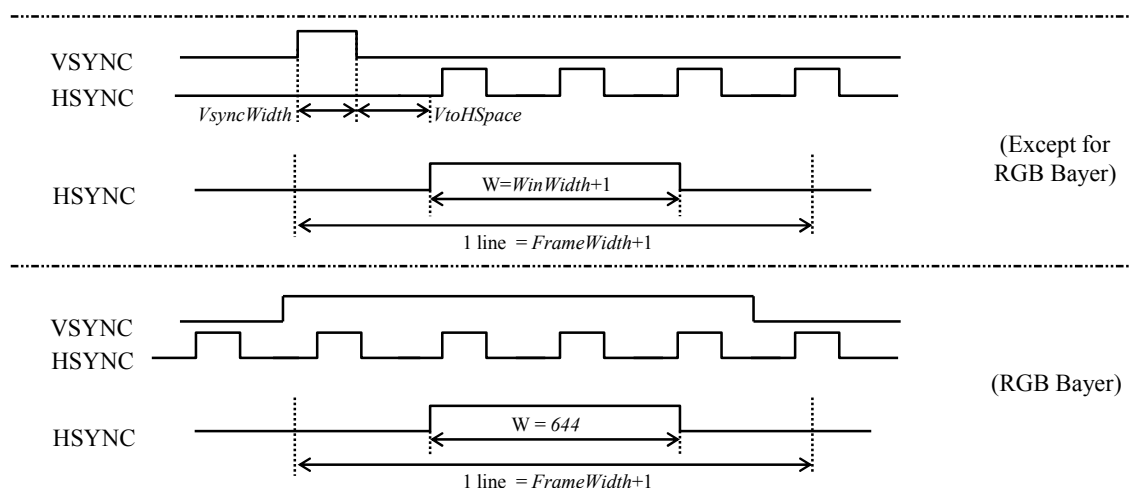 VSYNC
HSYNC
VsyncWidth
VtoHSpace
(Except for
RGB Bayer)
HSYNC
W=WinWidth+1
1 line = FrameWidth+1
VSYNC
HSYNC
(RGB Bayer)
HSYNC
W = 644
1 line = FrameWidth+1